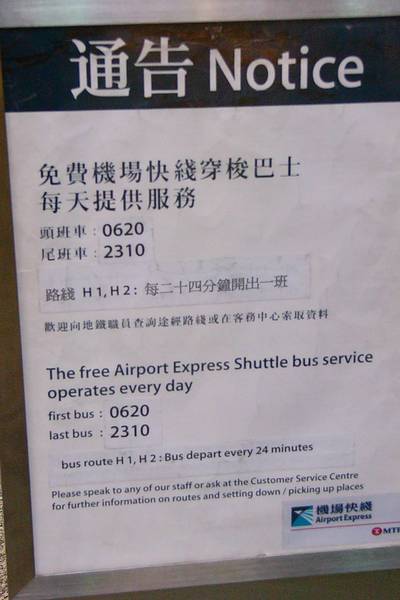 通告 Notice
免費機場快綫穿梭巴士
每天提供服務
頭班車：0620
尾班車：2310
路綫 H1, H2：每二十四分鐘開出一班
歡迎向地鐵職員查詢途經路綫或在客務中心索取資料
The free Airport Express Shuttle bus service
operates every day
first bus : 0620
last bus : 2310
bus route H1, H2 : Bus depart every 24 minutes
Please speak to any of our staff or ask at the Customer Service Centre
for further information on routes and setting down / picking up places
機場快綫
Airport Express
MTR